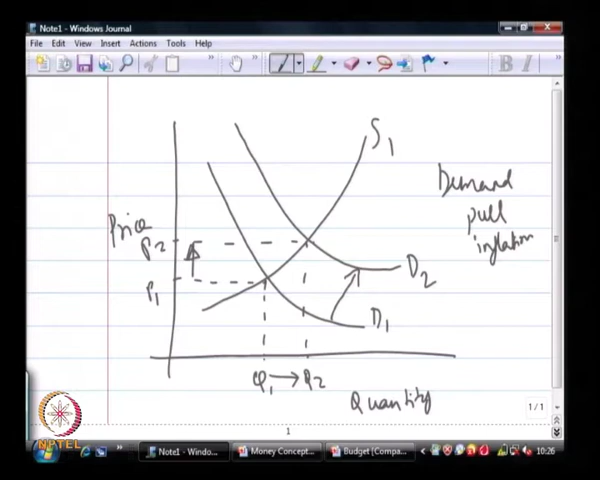 Note1 - Windows Journal
File Edit View Insert Actions Tools Help
B I
S1
Demand
pull
inflation
Price
P2
P1
D2
D1
Q1 → Q2
Quantity
1/1
1
NPTEL
Note1 - Windo...
Money Concept...
Budget [Compa...
10:26